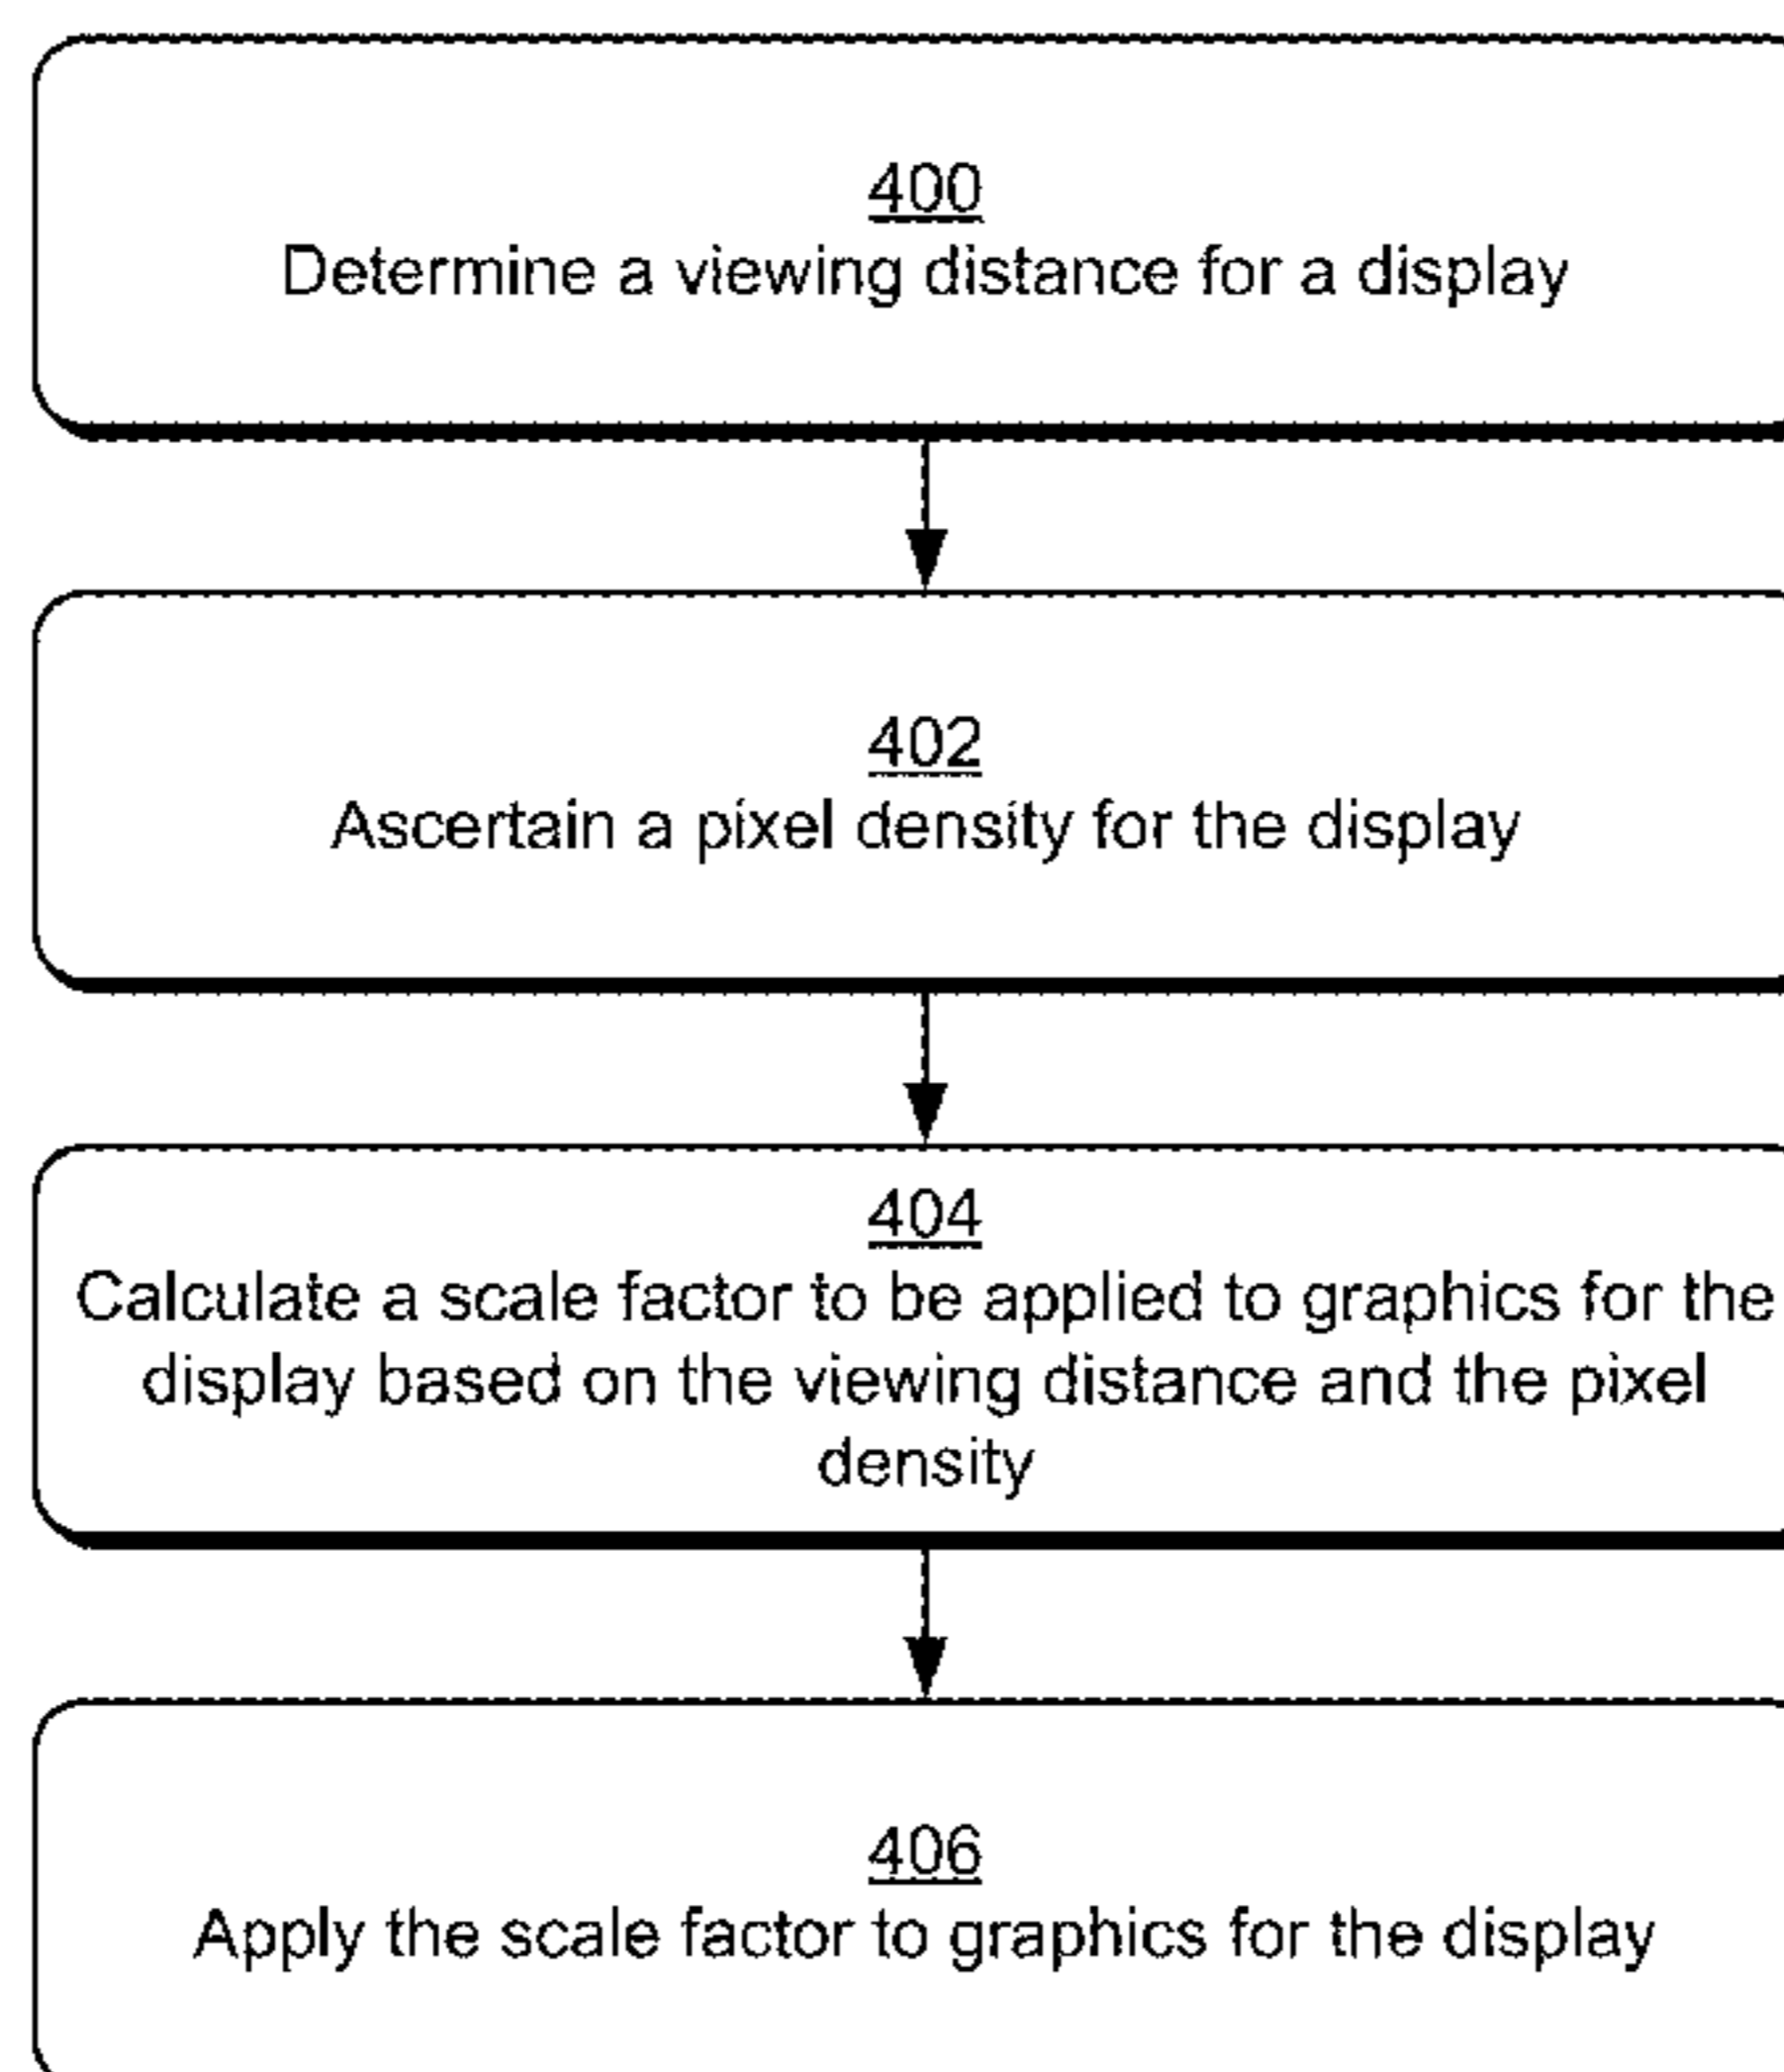 400
Determine a viewing distance for a display
402
Ascertain a pixel density for the display
404
Calculate a scale factor to be applied to graphics for the
display based on the viewing distance and the pixel
density
406
Apply the scale factor to graphics for the display